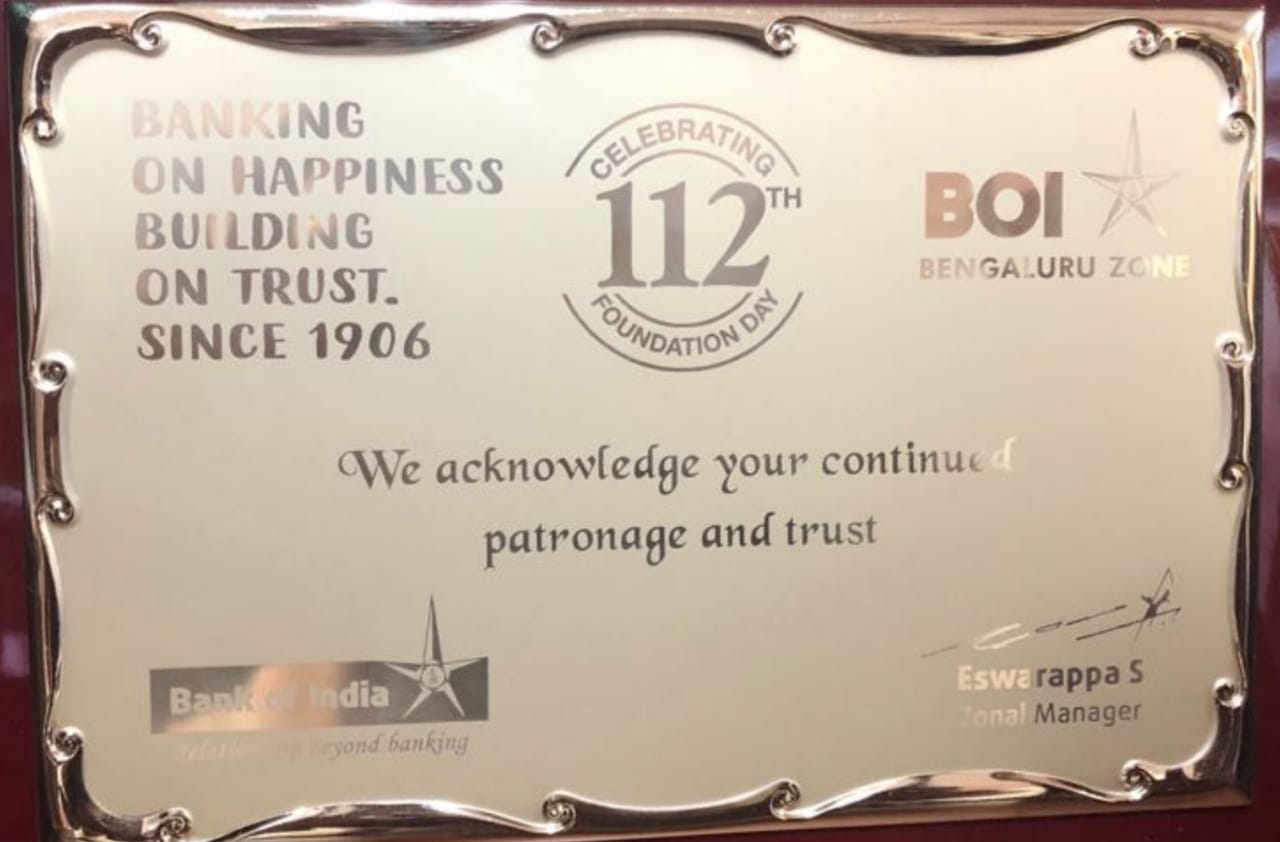 BANKING
ON HAPPINESS
BUILDING
ON TRUST.
SINCE 1906
CELEBRATING
112TH
FOUNDATION DAY
BOI
BENGALURU ZONE
We acknowledge your continued
patronage and trust
Bank of India
Relationship beyond banking
Eswarappa S
Zonal Manager